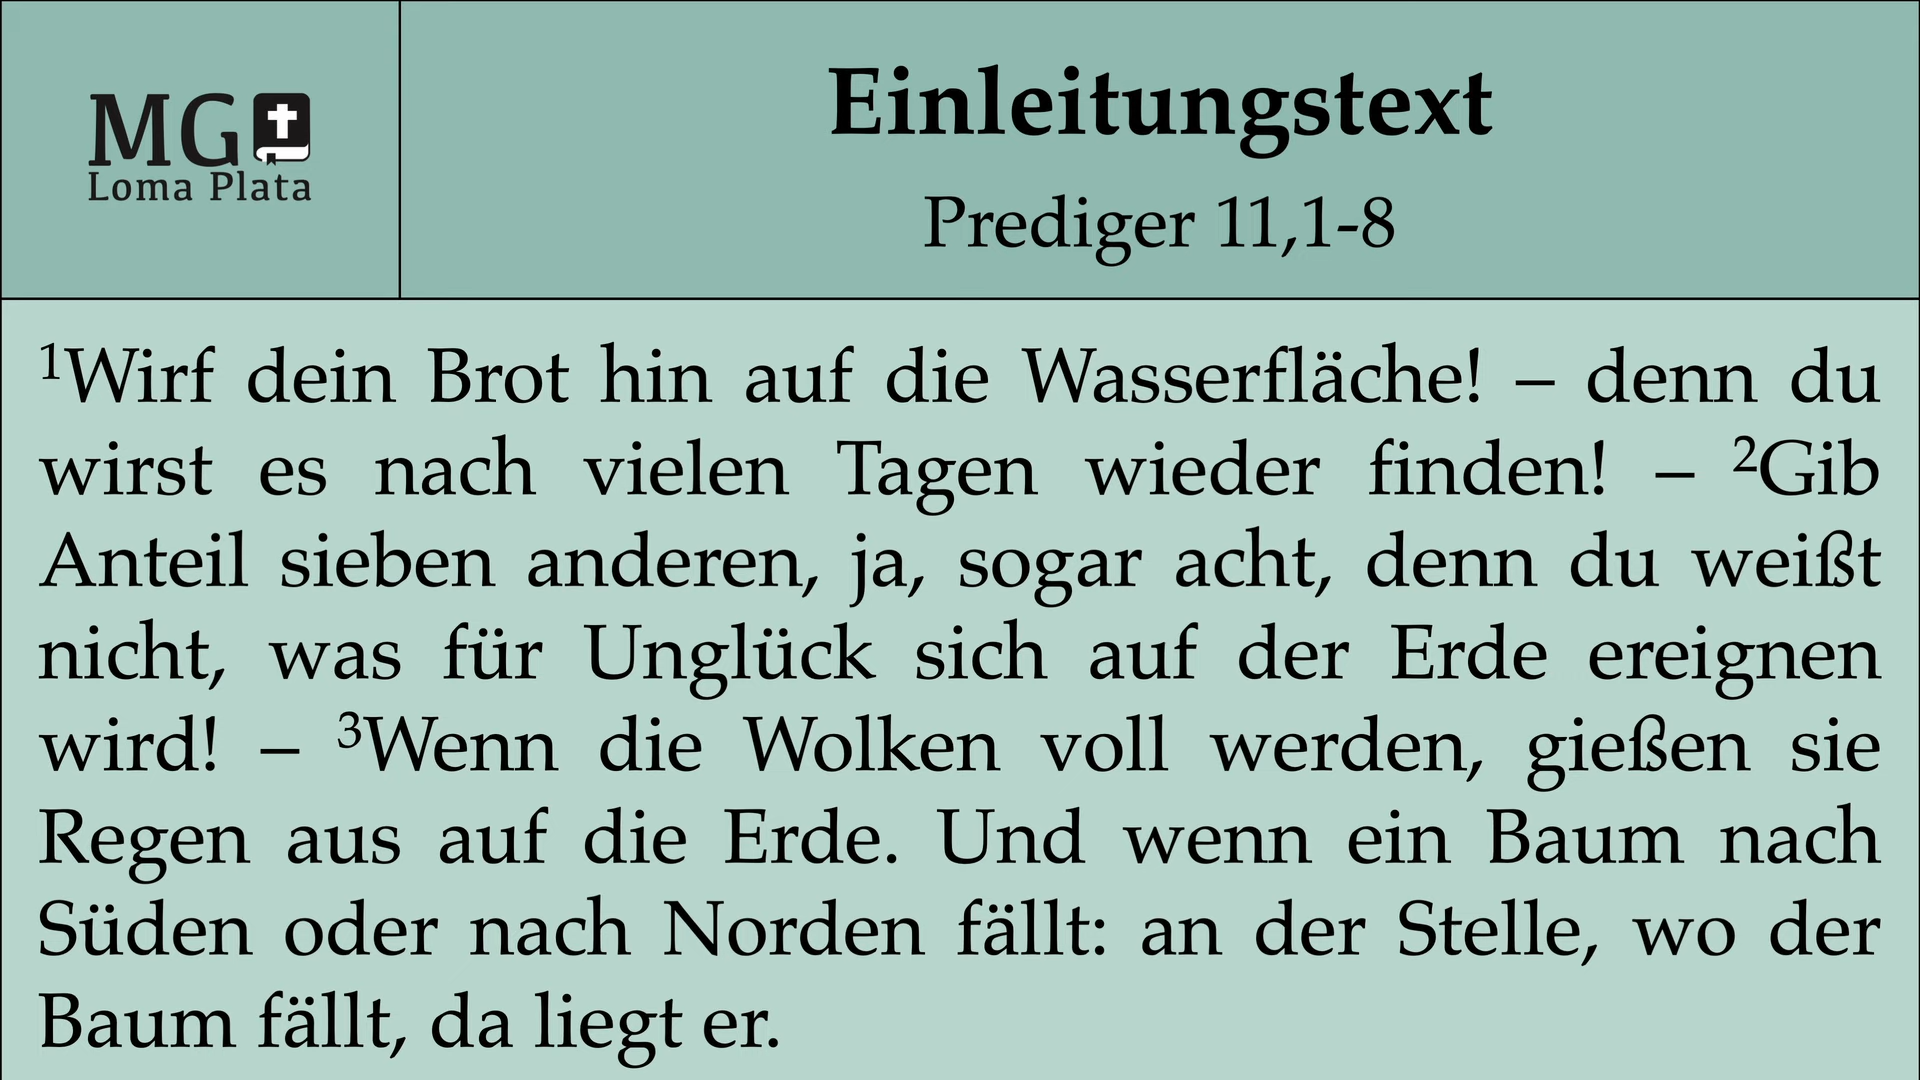 MG
Loma Plata
Einleitungstext
Prediger 11,1-8
¹Wirf dein Brot hin auf die Wasserfläche! – denn du
wirst es nach vielen Tagen wieder finden! – ²Gib
Anteil sieben anderen, ja, sogar acht, denn du weißt
nicht, was für Unglück sich auf der Erde ereignen
wird! – ³Wenn die Wolken voll werden, gießen sie
Regen aus auf die Erde. Und wenn ein Baum nach
Süden oder nach Norden fällt: an der Stelle, wo der
Baum fällt, da liegt er.